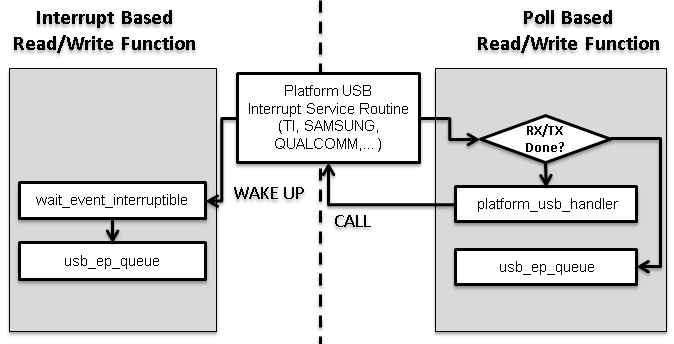 Interrupt Based
Read/Write Function
Poll Based
Read/Write Function
Platform USB
Interrupt Service Routine
(TI, SAMSUNG,
QUALCOMM,... )
RX/TX
Done?
wait_event_interruptible
WAKE UP
CALL
platform_usb_handler
usb_ep_queue
usb_ep_queue